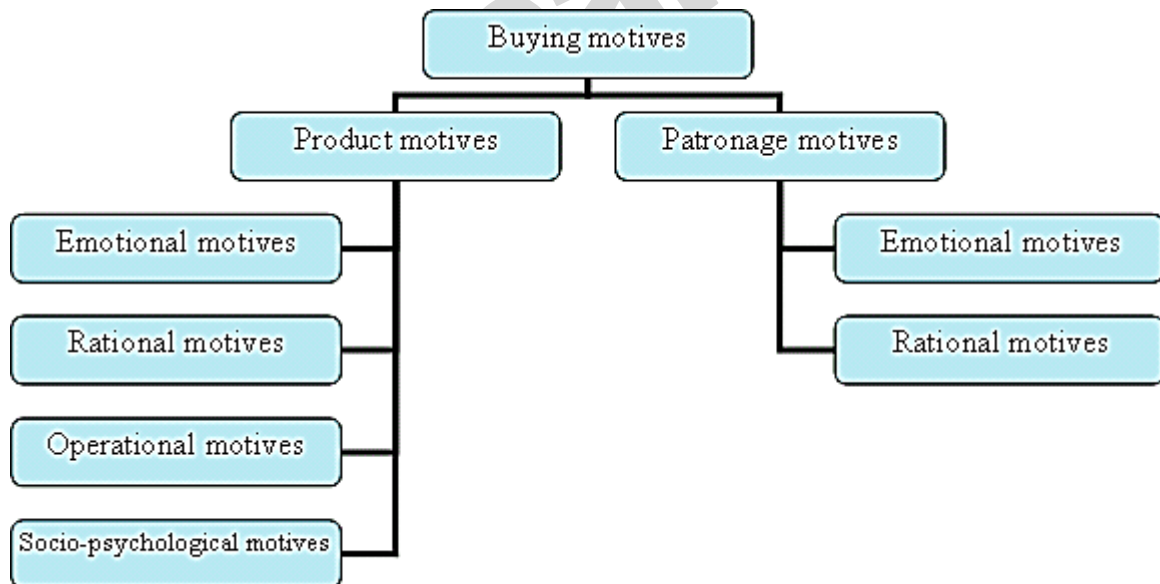 Buying motives
Product motives
Patronage motives
Emotional motives
Emotional motives
Rational motives
Rational motives
Operational motives
Socio-psychological motives